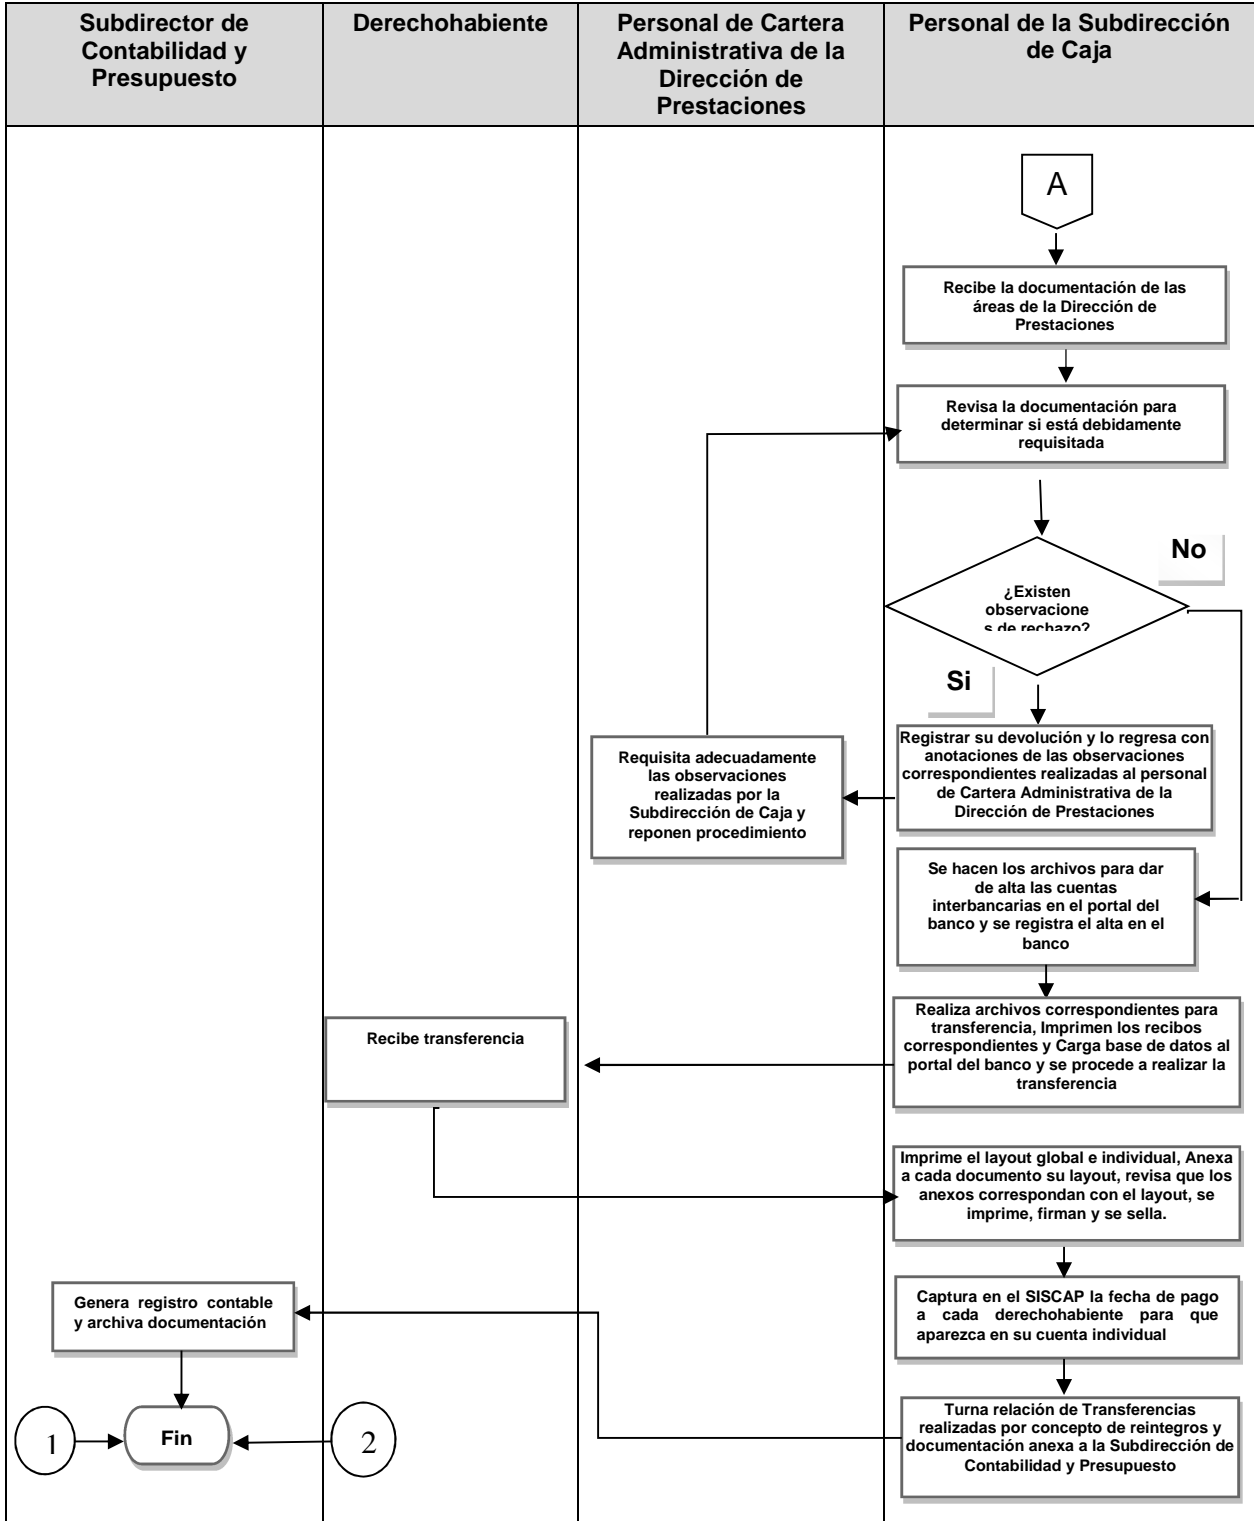 Subdirector de
Contabilidad y
Presupuesto
Derechohabiente
Personal de Cartera
Administrativa de la
Dirección de
Prestaciones
Personal de la Subdirección
de Caja
A
Recibe la documentación de las
áreas de la Dirección de
Prestaciones
Revisa la documentación para
determinar si está debidamente
requisitada
No
¿Existen
observacione
s de rechazo?
Si
Registrar su devolución y lo regresa con
anotaciones de las observaciones
correspondientes realizadas al personal
de Cartera Administrativa de la
Dirección de Prestaciones
Requisita adecuadamente
las observaciones
realizadas por la
Subdirección de Caja y
reponen procedimiento
Se hacen los archivos para dar
de alta las cuentas
interbancarias en el portal del
banco y se registra el alta en el
banco
Realiza archivos correspondientes para
transferencia, Imprimen los recibos
correspondientes y Carga base de datos al
portal del banco y se procede a realizar la
transferencia
Recibe transferencia
Imprime el layout global e individual, Anexa
a cada documento su layout, revisa que los
anexos correspondan con el layout, se
imprime, firman y se sella.
Captura en el SISCAP la fecha de pago
a cada derechohabiente para que
aparezca en su cuenta individual
Genera registro contable
y archiva documentación
Turna relación de Transferencias
realizadas por concepto de reintegros y
documentación anexa a la Subdirección de
Contabilidad y Presupuesto
1
Fin
2